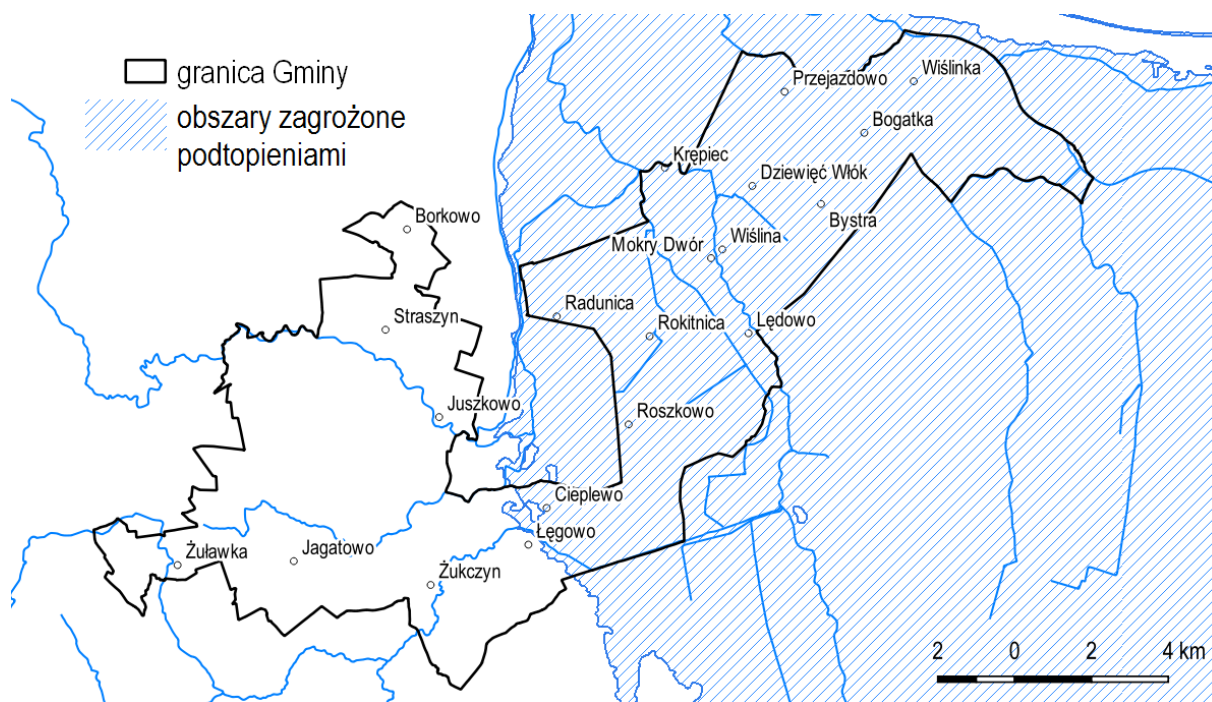 granica Gminy
obszary zagrożone
podtopieniami
Przejazdowo
Wiślinka
Bogatka
Krępiec
Dziewięć Włók
Bystra
Borkowo
Mokry Dwór
Wiślina
Radunica
Straszyn
Rokitnica
Lędowo
Juszkowo
Roszkowo
Cieplewo
Łęgowo
Żuławka
Jagatowo
Żukczyn
2 0 2 4 km